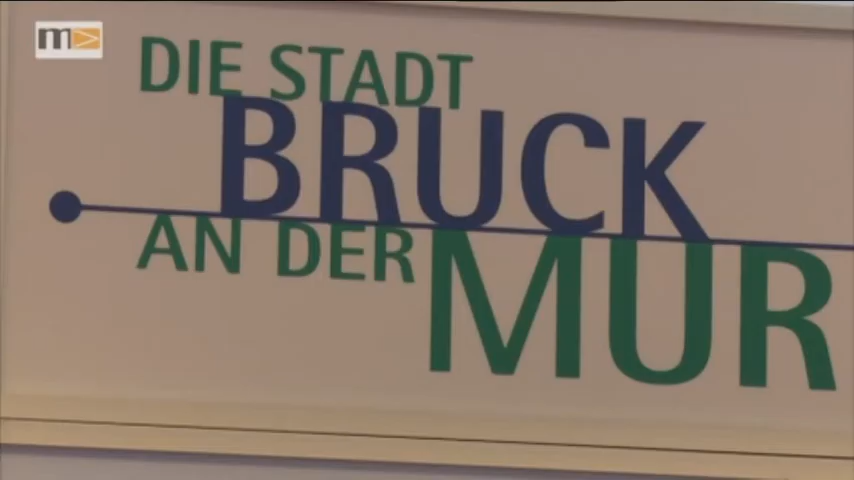 m
DIE STADT
BRUCK
AN DER
MUR